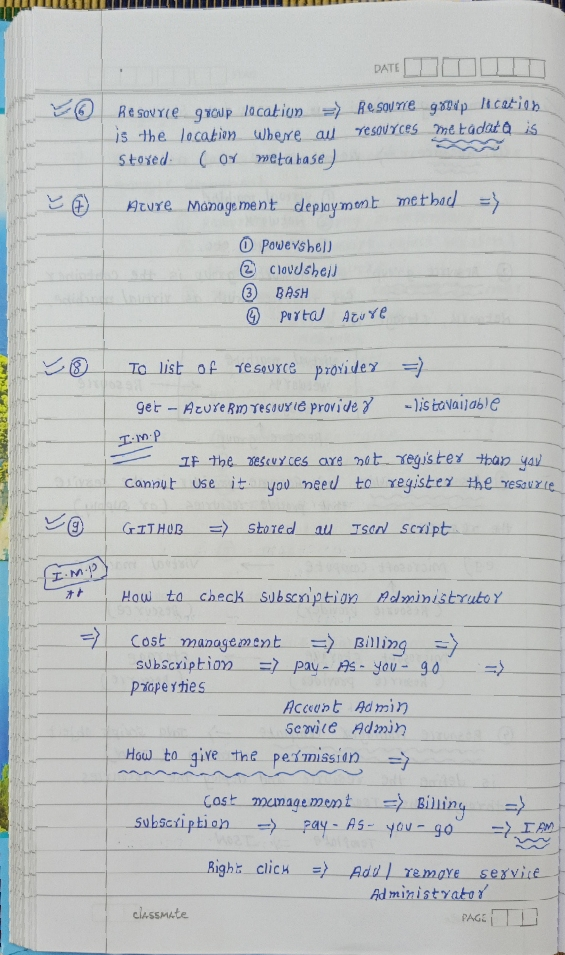 DATE
⑥ Resource group location => Resource group location
is the location where all resources metadata is
stored. (or metabase)
⑦ Azure Management deployment method =>
① Powershell
② cloudshell
③ BASH
④ Portal Azure
⑧ To list of resource provider =>
get - AzureRmresourceprovider - listavailable
I.M.P
If the resources are not register than you
cannot use it you need to register the resource
⑨ GITHUB => stored all Json script
I.M.P
** How to check subscription Administrator
=> Cost management => Billing =>
subscription => pay - As - you - go =>
properties
Account Admin
Service Admin
How to give the permission =>
Cost management => Billing =>
subscription => pay - As - you - go => IAM
Right click => Add / remove service
Administrator
classmate
PAGE